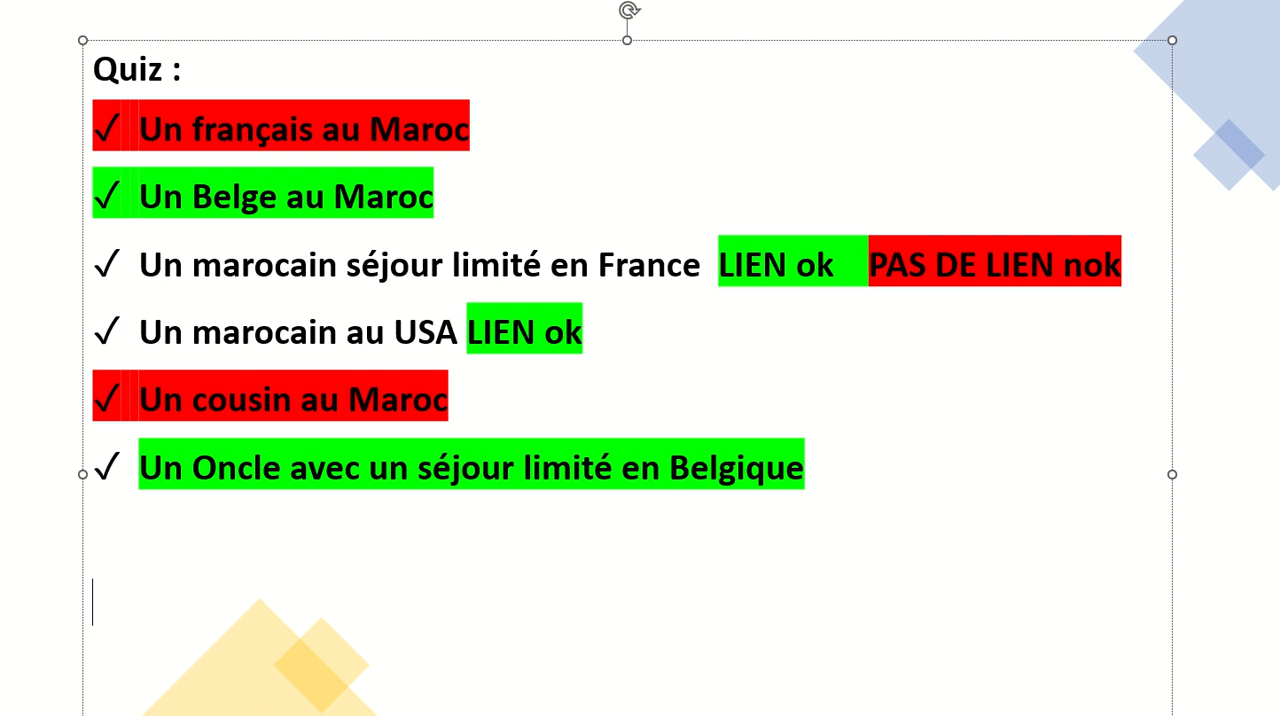 Quiz :
✓ Un français au Maroc
✓ Un Belge au Maroc
✓ Un marocain séjour limité en France LIEN ok PAS DE LIEN nok
✓ Un marocain au USA LIEN ok
✓ Un cousin au Maroc
✓ Un Oncle avec un séjour limité en Belgique